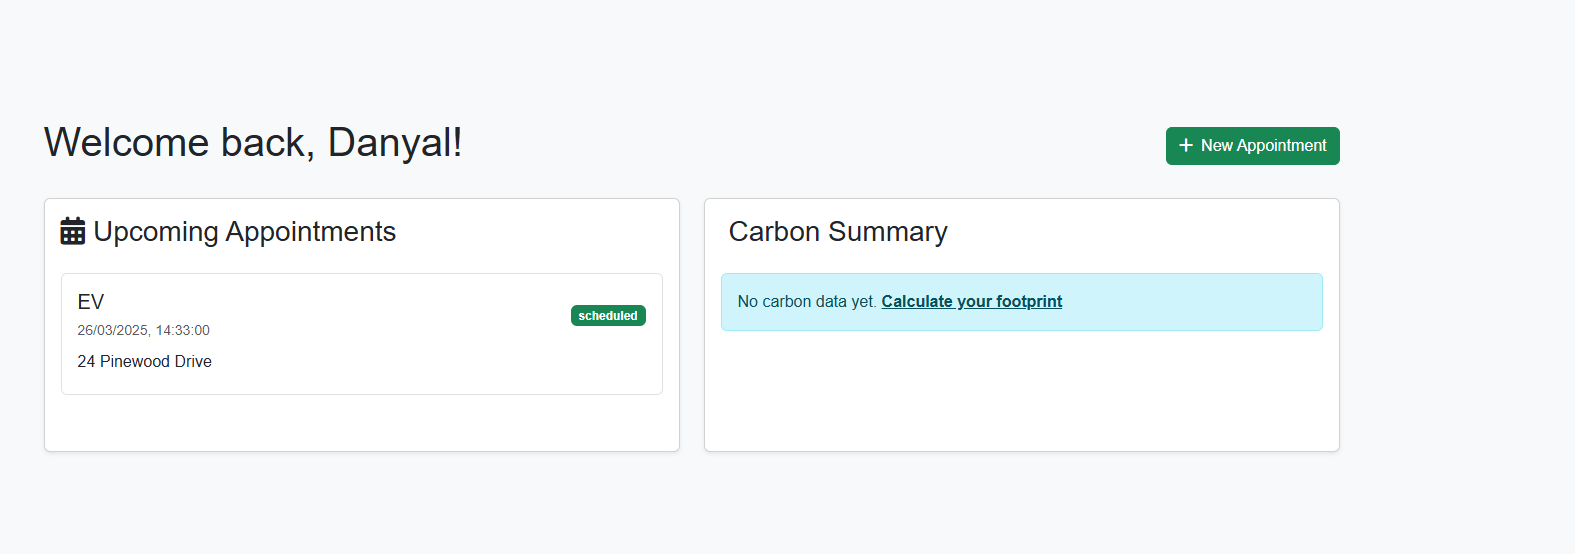 Welcome back, Danyal!
New Appointment
Upcoming Appointments
EV
26/03/2025, 14:33:00
24 Pinewood Drive
scheduled
Carbon Summary
No carbon data yet. Calculate your footprint